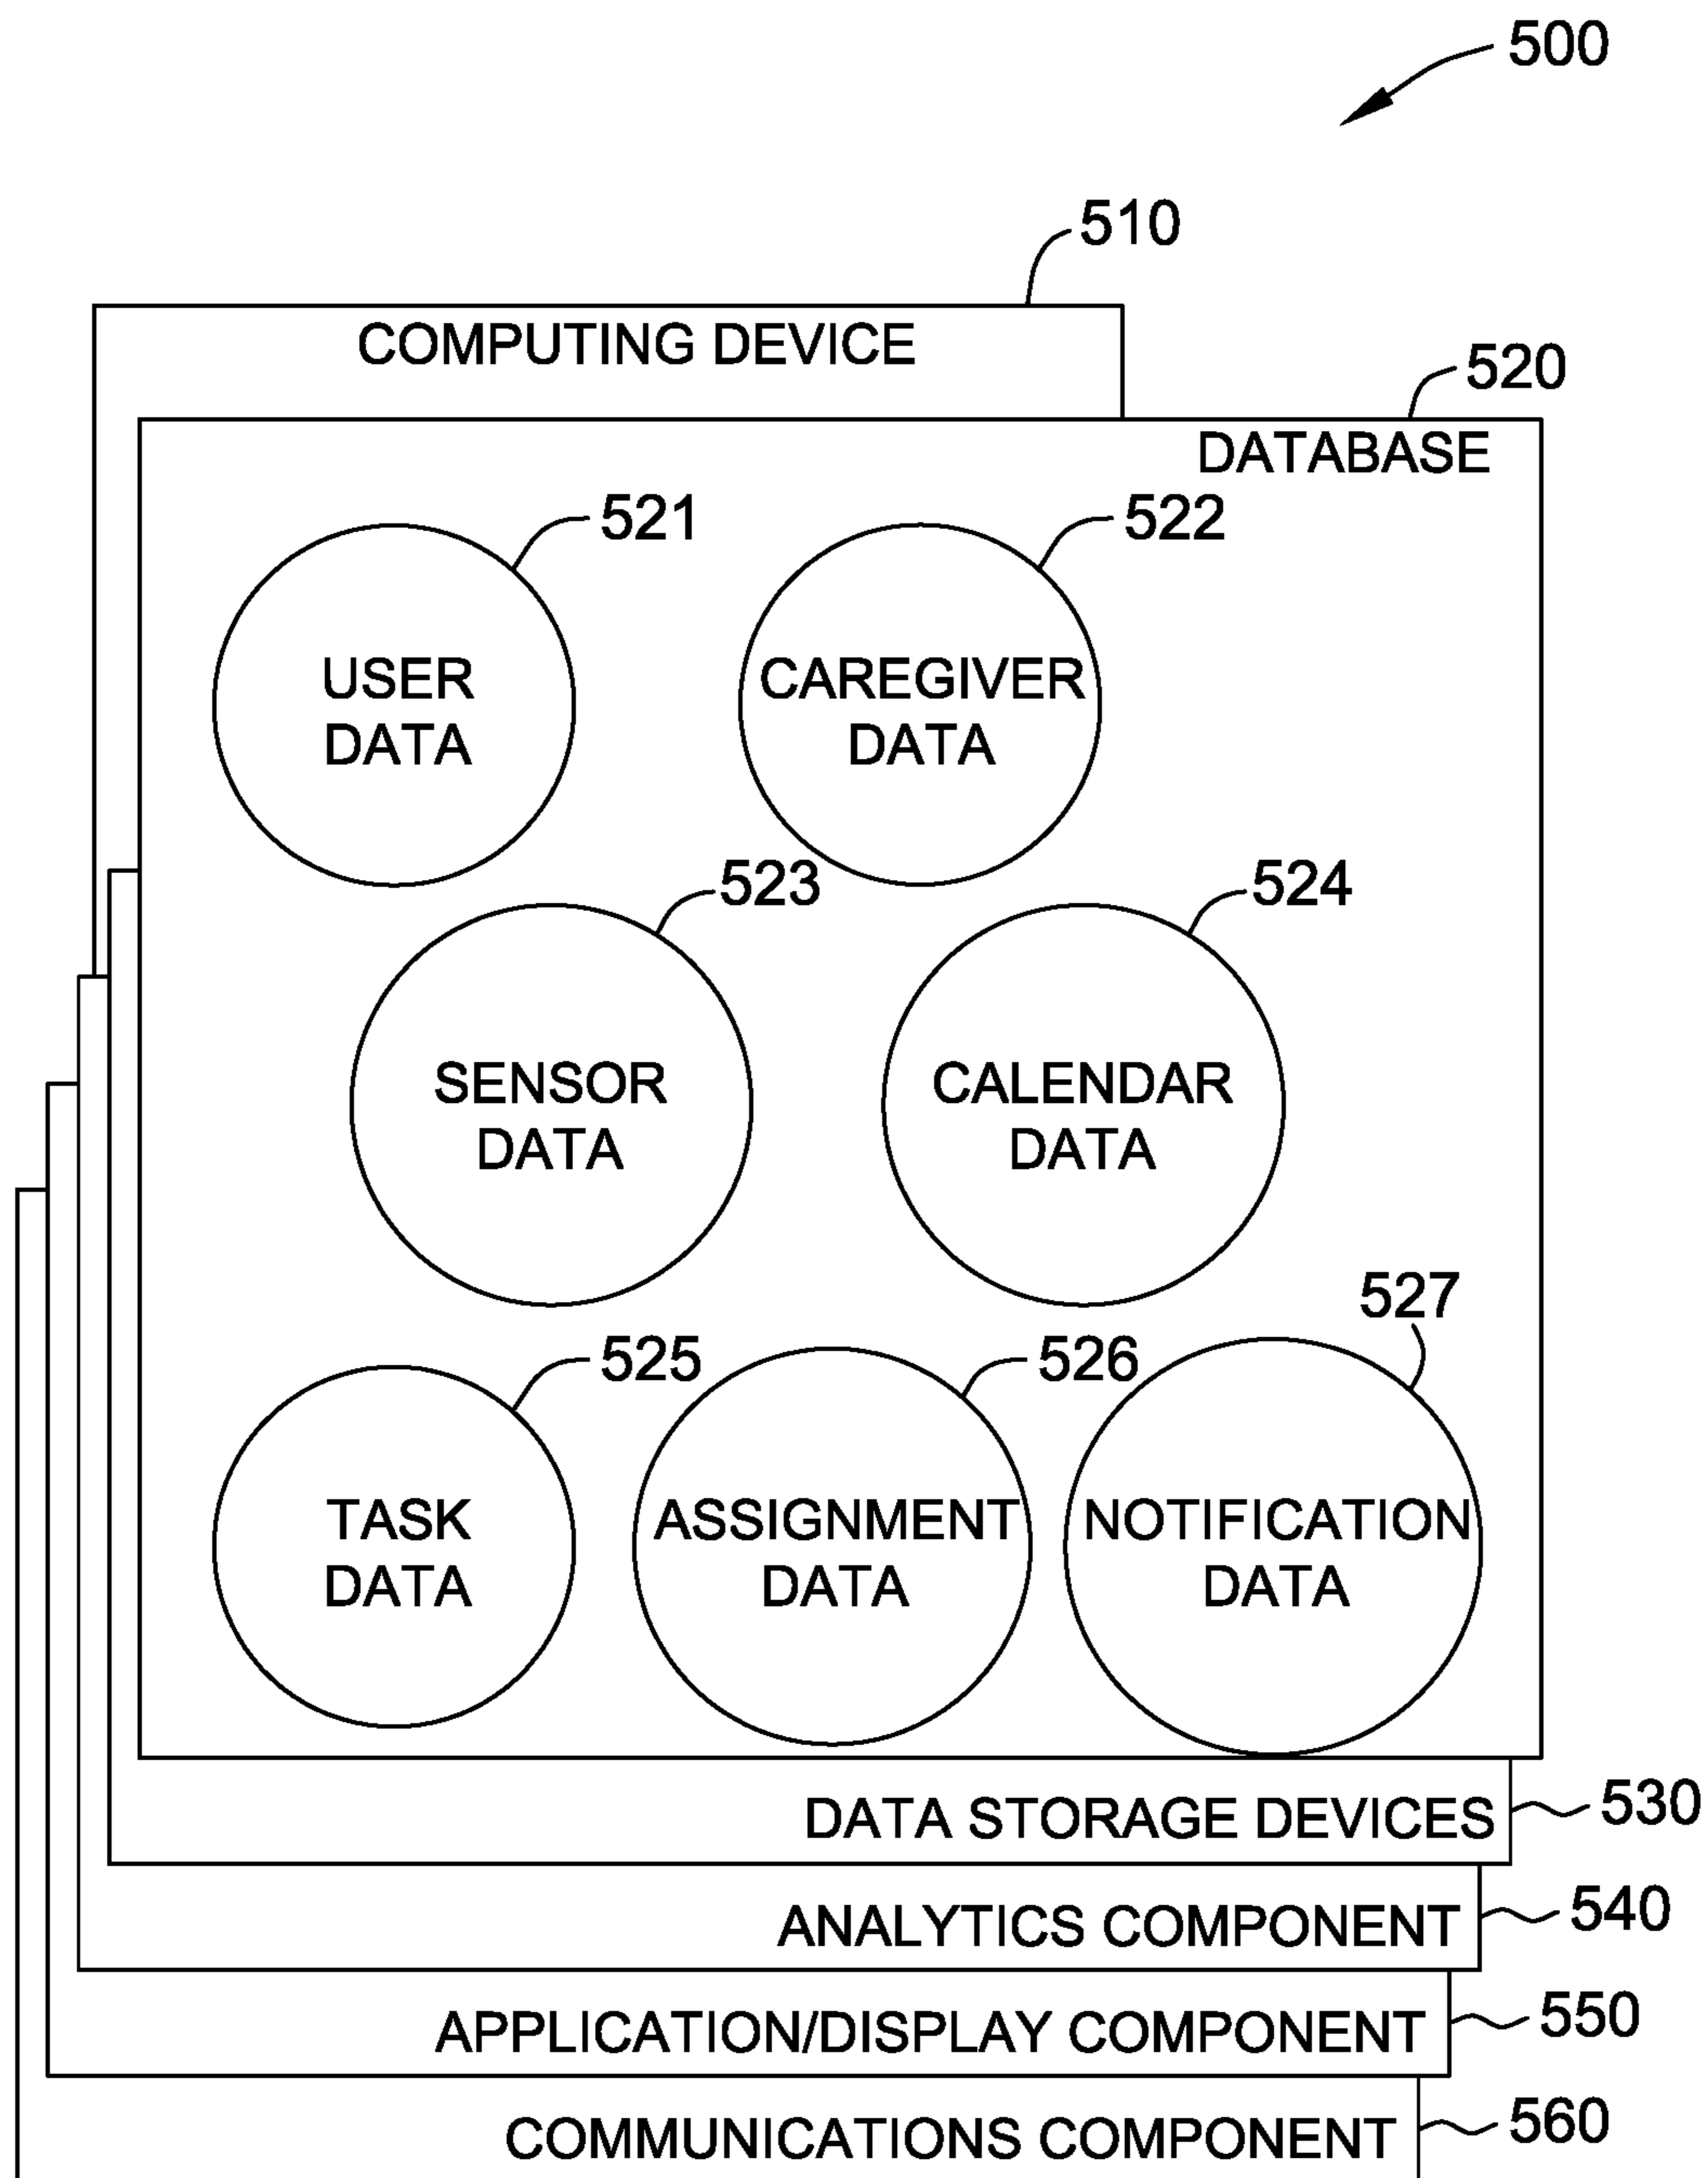 500
510
COMPUTING DEVICE
520
DATABASE
521
522
USER
DATA
CAREGIVER
DATA
523
524
SENSOR
DATA
CALENDAR
DATA
527
525
526
TASK
DATA
ASSIGNMENT
DATA
NOTIFICATION
DATA
DATA STORAGE DEVICES
530
ANALYTICS COMPONENT
540
APPLICATION/DISPLAY COMPONENT
550
COMMUNICATIONS COMPONENT
560